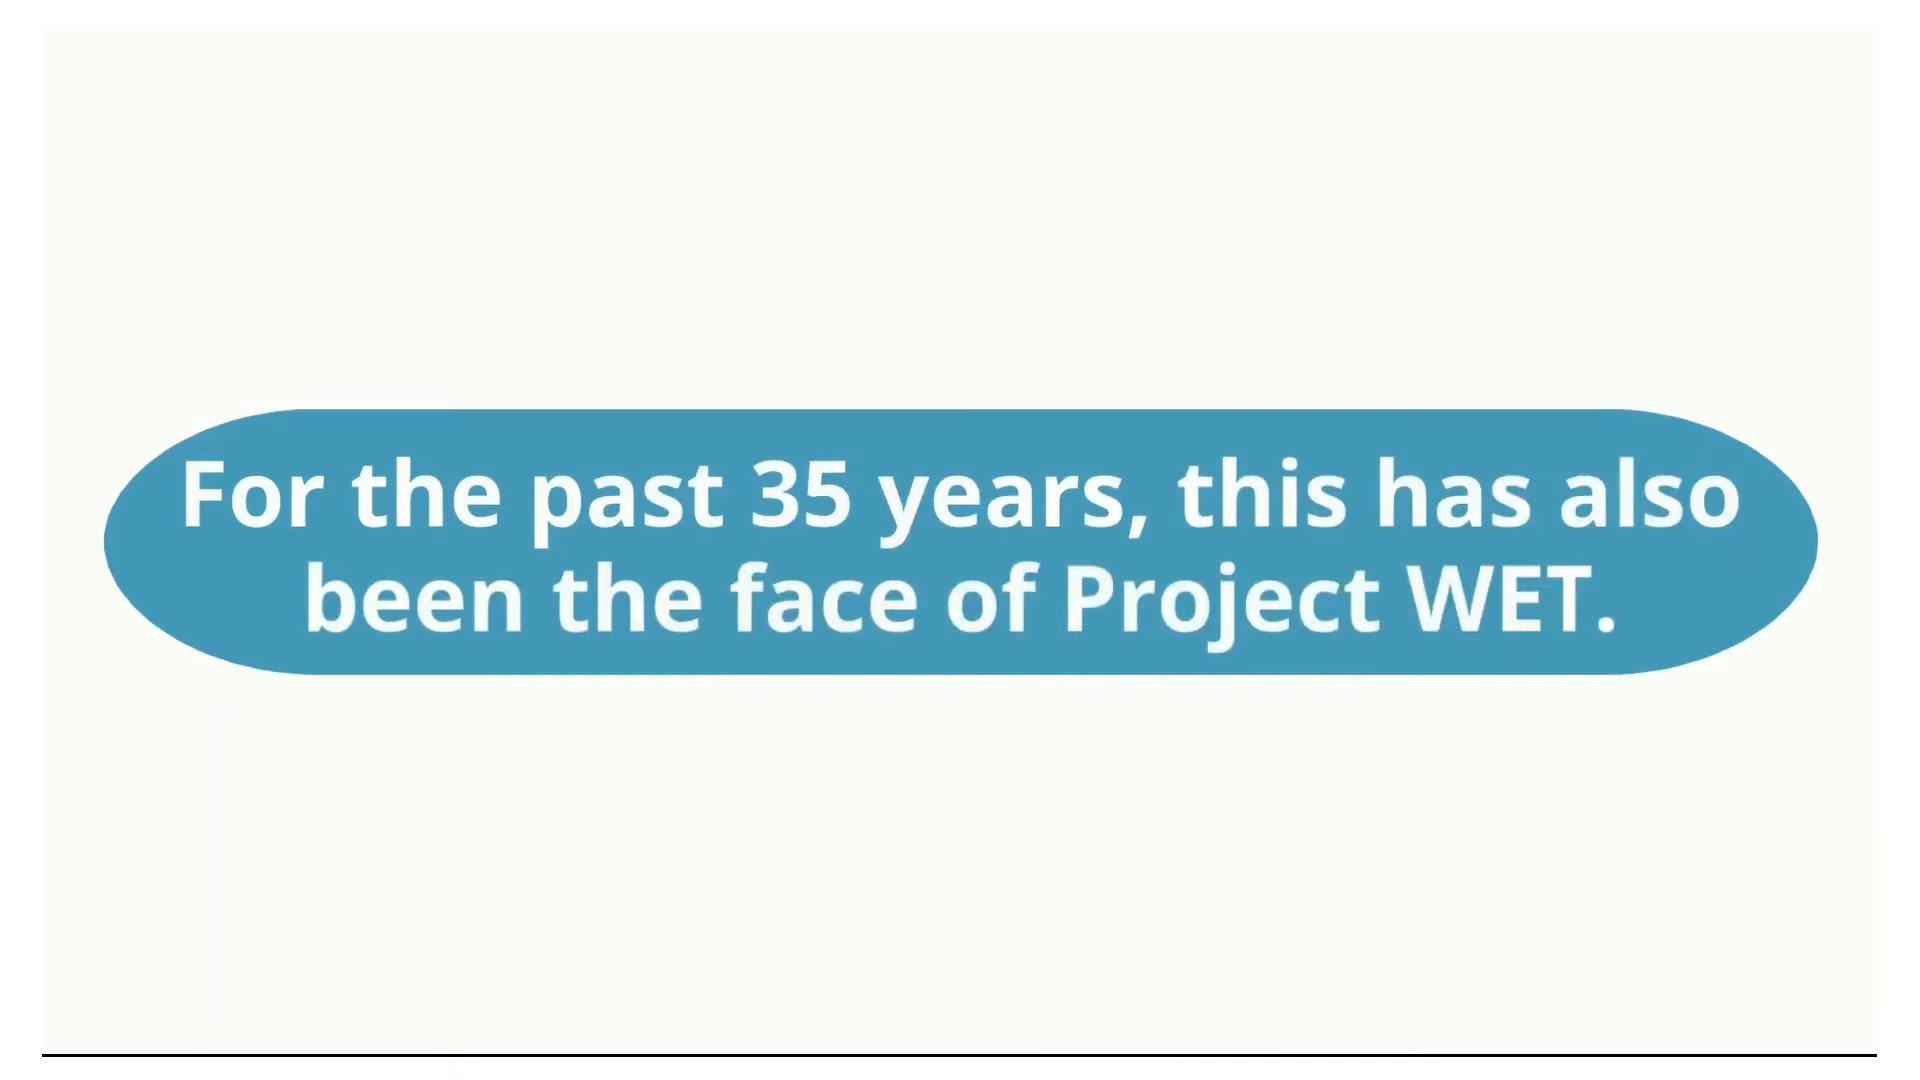 For the past 35 years, this has also
been the face of Project WET.